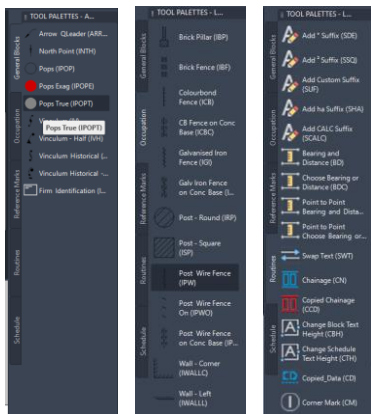 TOOL PALETTES - A...
General Blocks
Occupation
Reference Marks
Routines
Schedule
Arrow QLeader (ARR...
North Point (INTH)
Pops (IPOP)
Pops Exag (IPOPE)
Pops True (IPOPT)
Pops True (IPOPT)
Vinculum - Half (IVH)
Vinculum Historical (...
Vinculum Historical -...
Firm Identification (I...
TOOL PALETTES - L...
General Blocks
Occupation
Reference Marks
Routines
Schedule
Brick Pillar (IBP)
Brick Fence (IBF)
Colourbond
Fence (ICB)
CB Fence on Conc
Base (ICBC)
Galvanised Iron
Fence (IGI)
Galv Iron Fence
on Conc Base (I...
Post - Round (IRP)
Post - Square
(ISP)
Post Wire Fence
(IPW)
Post Wire Fence
On (IPWO)
Post Wire Fence
on Conc Base (IP...
Wall - Corner
(IWALLC)
Wall - Left
(IWALLL)
TOOL PALETTES - L...
General Blocks
Occupation
Reference Marks
Routines
Schedule
Add " Suffix (SDE)
Add ² Suffix (SSQ)
Add Custom Suffix
(SUF)
Add ha Suffix (SHA)
Add CALC Suffix
(SCALC)
Bearing and
Distance (BD)
Choose Bearing or
Distance (BDC)
Point to Point
Bearing and Dista...
Point to Point
Choose Bearing or...
Swap Text (SWT)
Chainage (CN)
Copied Chainage
(CCD)
Change Block Text
Height (CBH)
Change Schedule
Text Height (CTH)
Copied_Data (CD)
Corner Mark (CM)